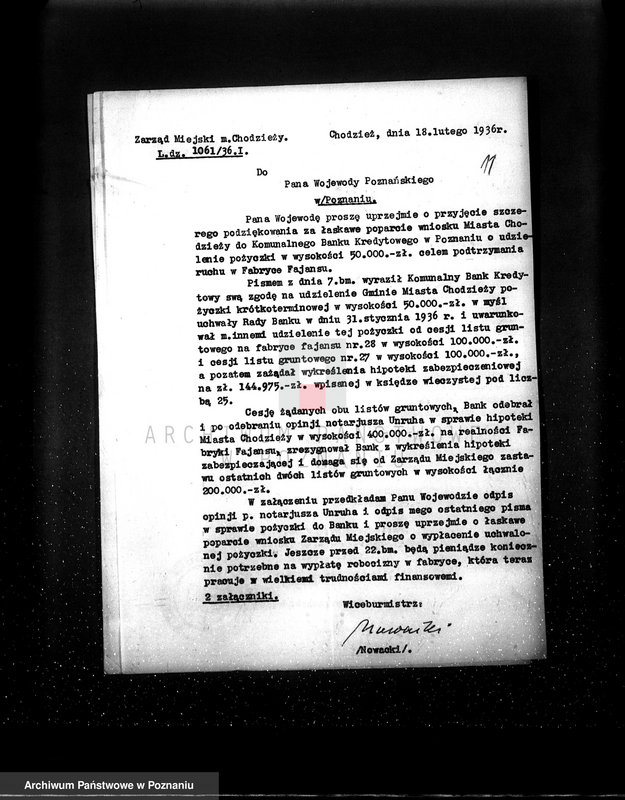 Zarząd Miejski m.Chodzieży.
Chodzież, dnia 18.lutego 1936r.
L.dz. 1061/36.I.
11
Do
Pana Wojewody Poznańskiego
w/Poznaniu.
Pana Wojewodę proszę uprzejmie o przyjęcie szcze-
rego podziękowania za łaskawe poparcie wniosku Miasta Cho-
dzieży do Komunalnego Banku Kredytowego w Poznaniu o udzie-
lenie pożyczki w wysokości 50.000.-zł. celem podtrzymania
ruchu w Fabryce Fajansu.
Pismem z dnia 7.bm. wyraził Komunalny Bank Kredy-
towy swą zgodę na udzielenie Gminie Miasta Chodzieży po-
życzki krótkoterminowej w wysokości 50.000.-zł. w myśl
uchwały Rady Banku w dniu 31.stycznia 1936 r. i uwarunko-
wał m.innemi udzielenie tej pożyczki od cesji listu grun-
towego na fabryce fajansu nr.28 w wysokości 100.000.-zł.
i cesji listu gruntowego nr.27 w wysokości 100.000.-zł.,
a pozatem zażądał wykreślenia hipoteki zabezpieczeniowej
na zł. 144.975.-zł. wpisanej w księdze wieczystej pod licz-
bą 25.
Cesję żądanych obu listów gruntowych, Bank odebrał
i po odebraniu opinji notarjusza Unruha w sprawie hipoteki
Miasta Chodzieży w wysokości 400.000.-zł. na realności Fa-
bryki Fajansu, zrezygnował Bank z wykreślenia hipoteki
zabezpieczającej i domaga się od Zarządu Miejskiego zasta-
wu ostatnich dwóch listów gruntowych w wysokości łącznie
200.000.-zł.
W załączeniu przedkładam Panu Wojewodzie odpis
opinji p. notarjusza Unruha i odpis mego ostatniego pisma
w sprawie pożyczki do Banku i proszę uprzejmie o łaskawe
poparcie wniosku Zarządu Miejskiego o wypłacenie uchwalo-
nej pożyczki. Jeszcze przed 22.bm. będą pieniądze koniecz-
nie potrzebne na wypłatę robocizny w fabryce, która teraz
pracuje w wielkiemi trudnościami finansowemi.
2 załączniki.
Wiceburmistrz:
Nowacki
/Nowacki/.
Archiwum Państwowe w Poznaniu